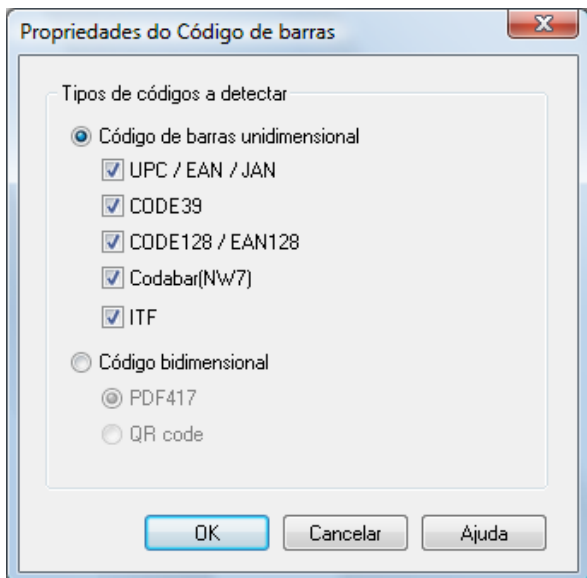 Propriedades do Código de barras
Tipos de códigos a detectar
Código de barras unidimensional
UPC / EAN / JAN
CODE39
CODE128 / EAN128
Codabar(NW7)
ITF
Código bidimensional
PDF417
QR code
OK Cancelar Ajuda